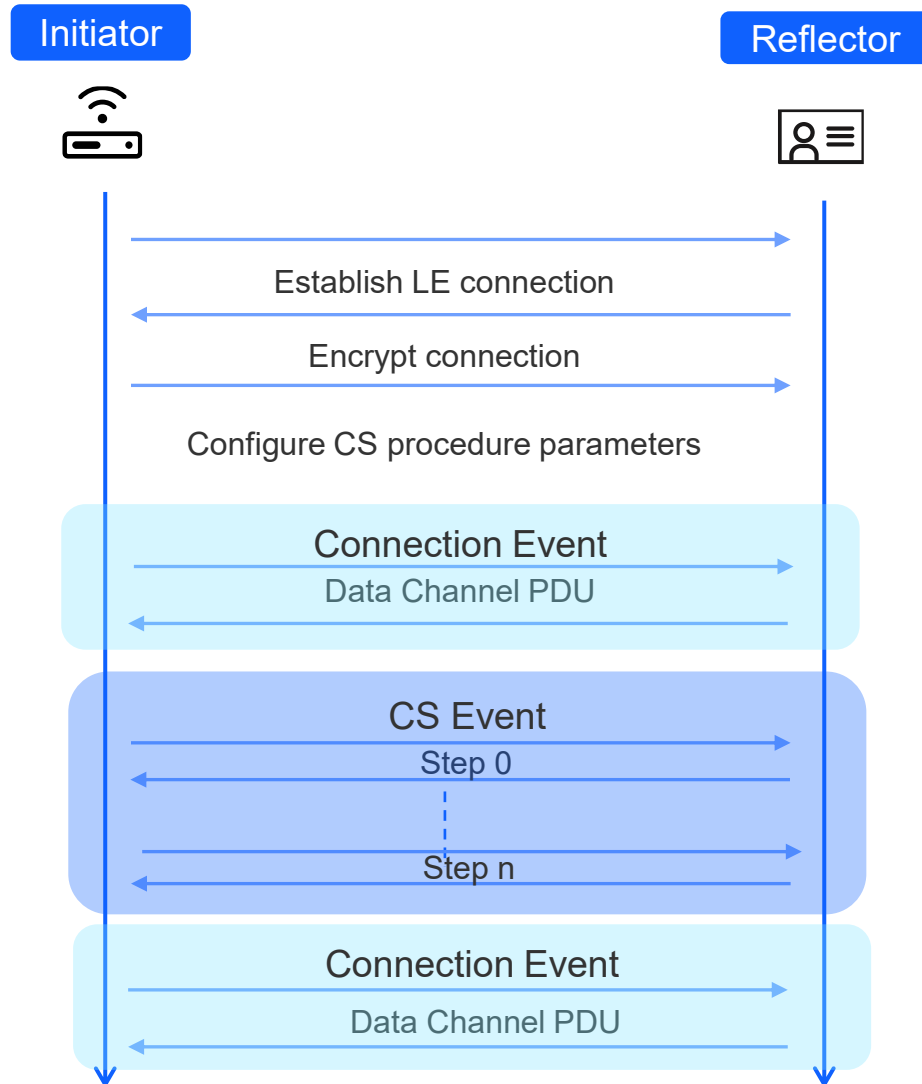 Initiator
Reflector
Establish LE connection
Encrypt connection
Configure CS procedure parameters
Connection Event
Data Channel PDU
CS Event
Step 0
Step n
Connection Event
Data Channel PDU